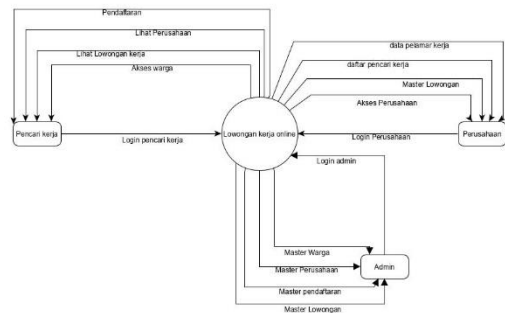 Pendaftaran
Lihat Perusahaan
Lihat Lowongan kerja
Akses warga
data pelamar kerja
daftar pencari kerja
Master Lowongan
Akses Perusahaan
Pencari kerja
Login pencari kerja
Lowongan kerja online
Login Perusahaan
Perusahaan
Login admin
Master Warga
Master Perusahaan
Admin
Master pendaftaran
Master Lowongan